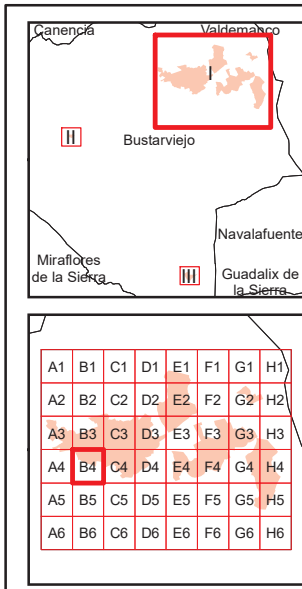 Canencia Valdemanco
I
II Bustarviejo
Navalafuente
Miraflores
de la Sierra
III
Guadalix de
la Sierra
A1 B1 C1 D1 E1 F1 G1 H1
A2 B2 C2 D2 E2 F2 G2 H2
A3 B3 C3 D3 E3 F3 G3 H3
A4 B4 C4 D4 E4 F4 G4 H4
A5 B5 C5 D5 E5 F5 G5 H5
A6 B6 C6 D6 E6 F6 G6 H6